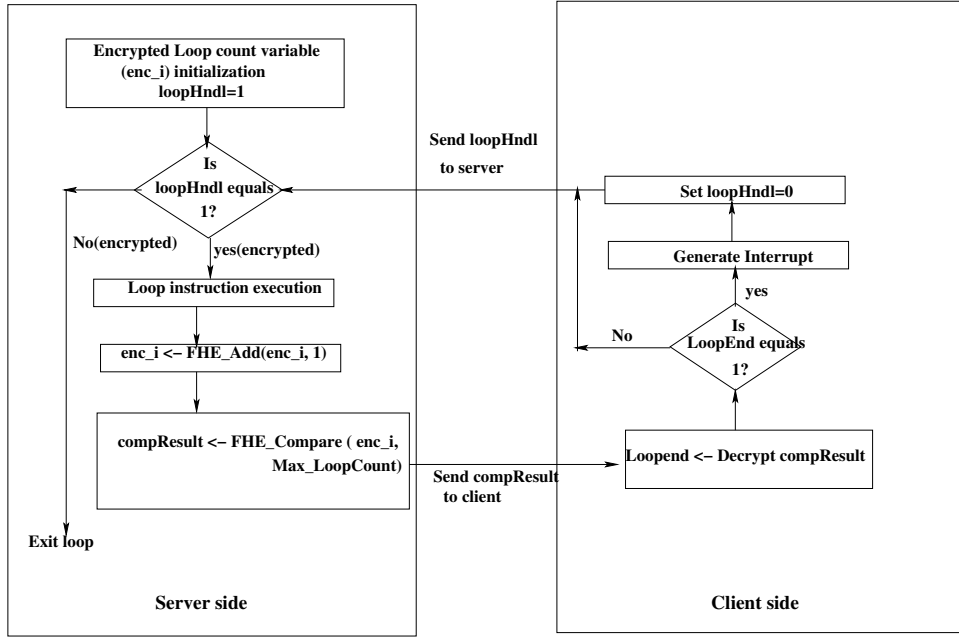 Encrypted Loop count variable
(enc_i) initialization
loopHndl=1
Is
loopHndl equals
1?
No(encrypted)
yes(encrypted)
Loop instruction execution
enc_i <- FHE_Add(enc_i, 1)
compResult <- FHE_Compare ( enc_i,
Max_LoopCount)
Exit loop
Server side
Send loopHndl
to server
Send compResult
to client
Set loopHndl=0
Generate Interrupt
yes
Is
LoopEnd equals
1?
No
Loopend <- Decrypt compResult
Client side